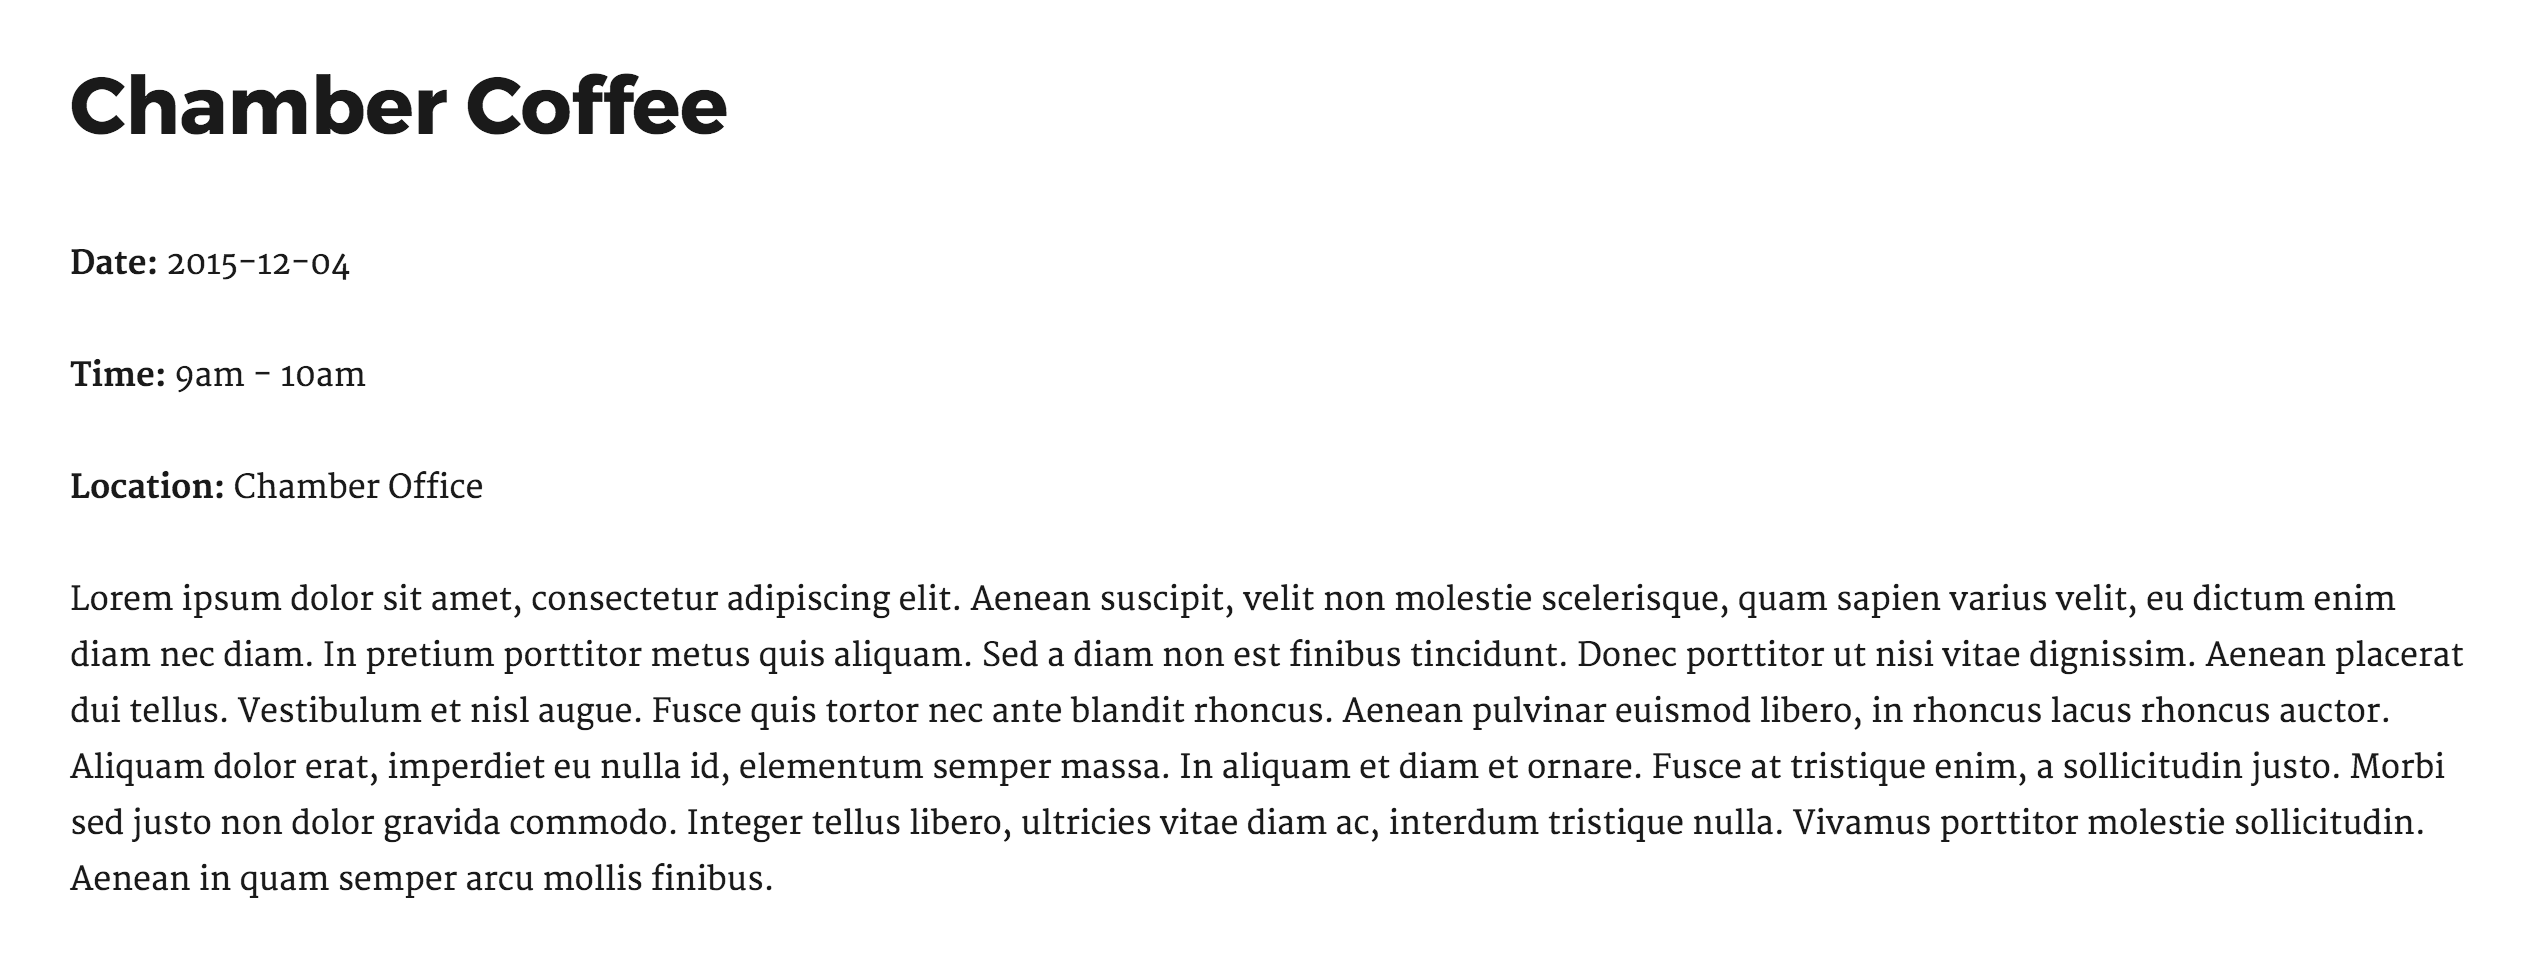 Chamber Coffee
Date: 2015-12-04
Time: 9am - 10am
Location: Chamber Office
Lorem ipsum dolor sit amet, consectetur adipiscing elit. Aenean suscipit, velit non molestie scelerisque, quam sapien varius velit, eu dictum enim
diam nec diam. In pretium porttitor metus quis aliquam. Sed a diam non est finibus tincidunt. Donec porttitor ut nisi vitae dignissim. Aenean placerat
dui tellus. Vestibulum et nisl augue. Fusce quis tortor nec ante blandit rhoncus. Aenean pulvinar euismod libero, in rhoncus lacus rhoncus auctor.
Aliquam dolor erat, imperdiet eu nulla id, elementum semper massa. In aliquam et diam et ornare. Fusce at tristique enim, a sollicitudin justo. Morbi
sed justo non dolor gravida commodo. Integer tellus libero, ultricies vitae diam ac, interdum tristique nulla. Vivamus porttitor molestie sollicitudin.
Aenean in quam semper arcu mollis finibus.